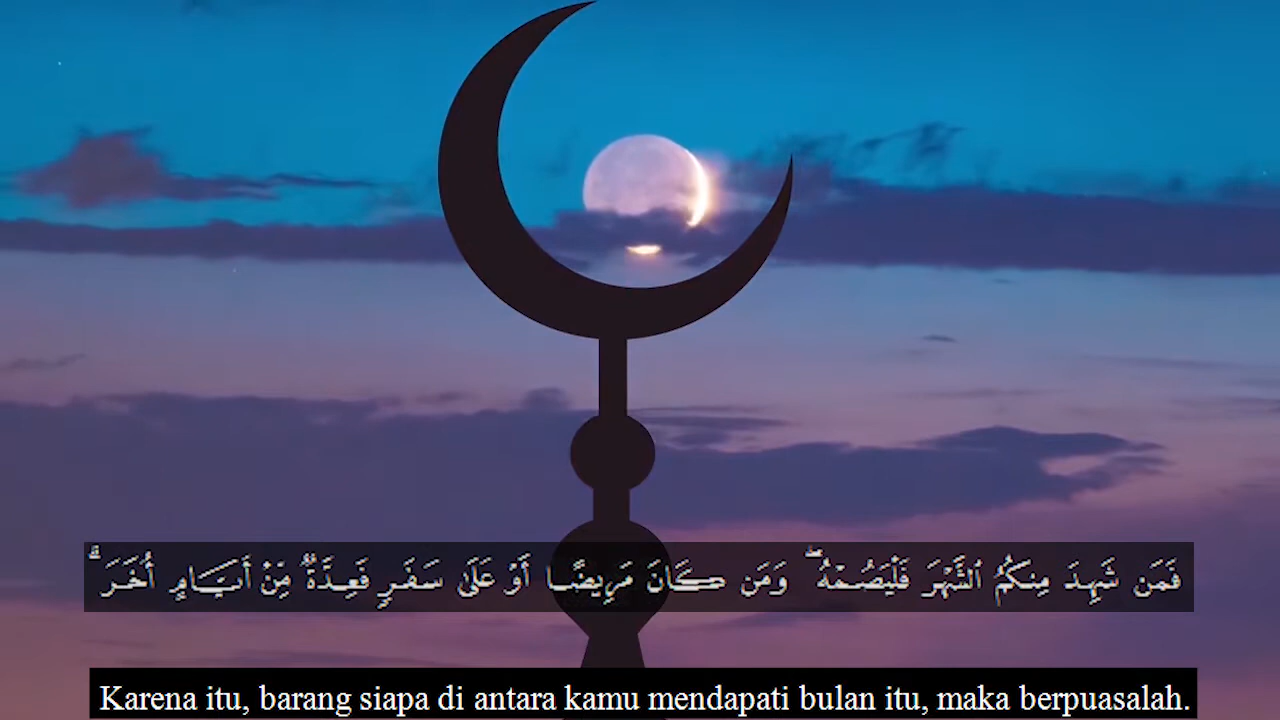 فَمَن شَهِدَ مِنكُمُ ٱلشَّهْرَ فَلْيَصُمْهُ ۖ وَمَن كَانَ مَرِيضًا أَوْ عَلَىٰ سَفَرٍ فَعِدَّةٌ مِّنْ أَيَّامٍ أُخَرَ ۗ
Karena itu, barang siapa di antara kamu mendapati bulan itu, maka berpuasalah.